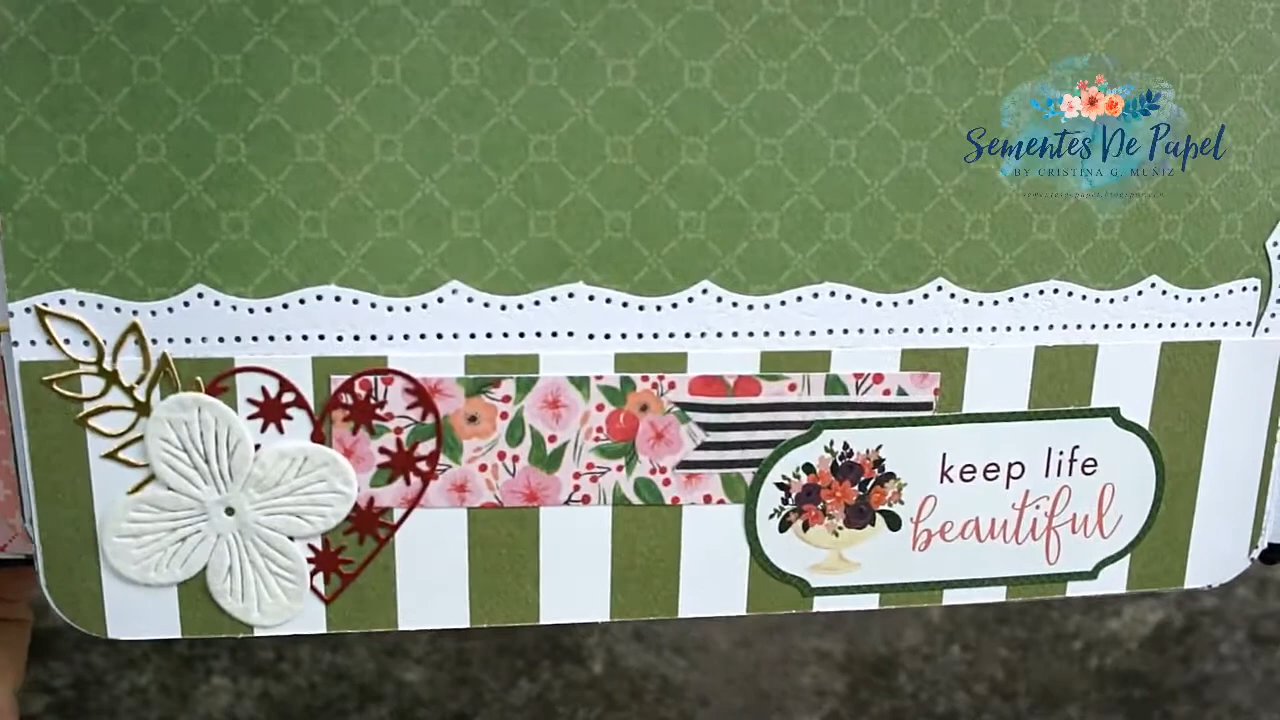 Sementes De Papel
BY CRISTINA G. MUÑIZ
keep life
beautiful